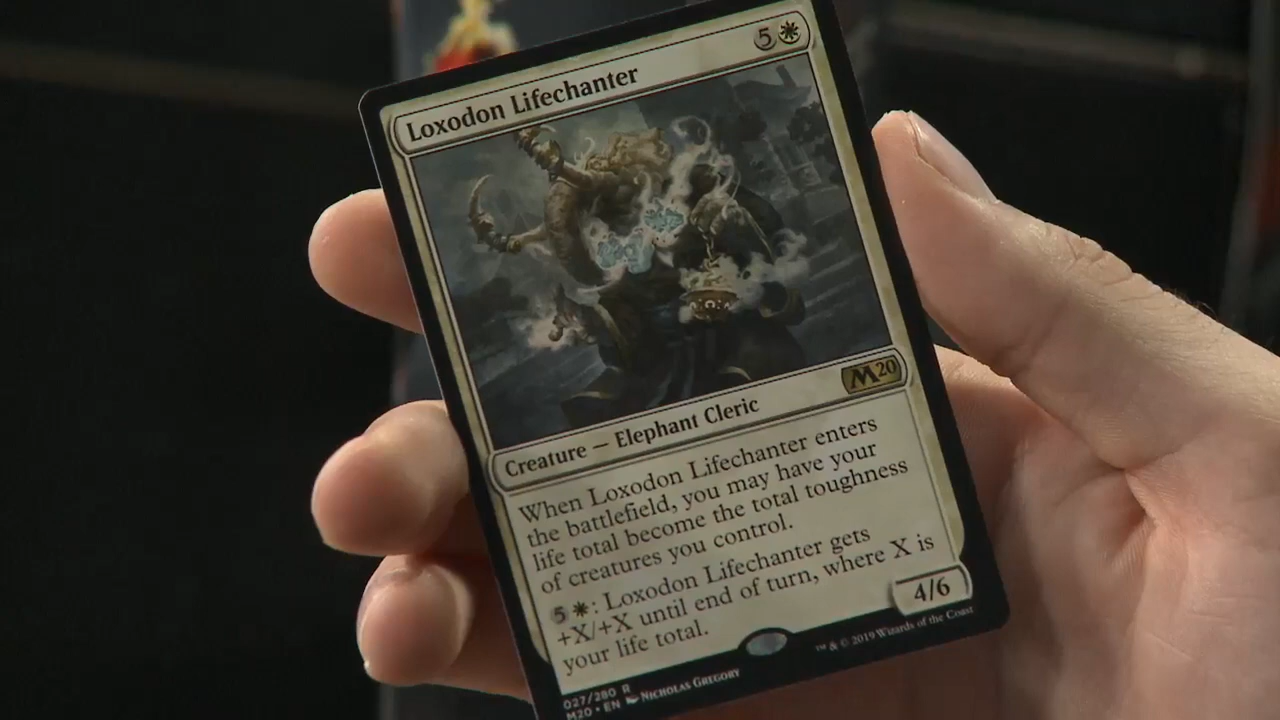 Loxodon Lifechanter 5
M20
Creature — Elephant Cleric
When Loxodon Lifechanter enters
the battlefield, you may have your
life total become the total toughness
of creatures you control.
5 : Loxodon Lifechanter gets
+X/+X until end of turn, where X is
your life total.
4/6
027/280 R
M20 • EN NICHOLAS GREGORY
™ & © 2019 Wizards of the Coast